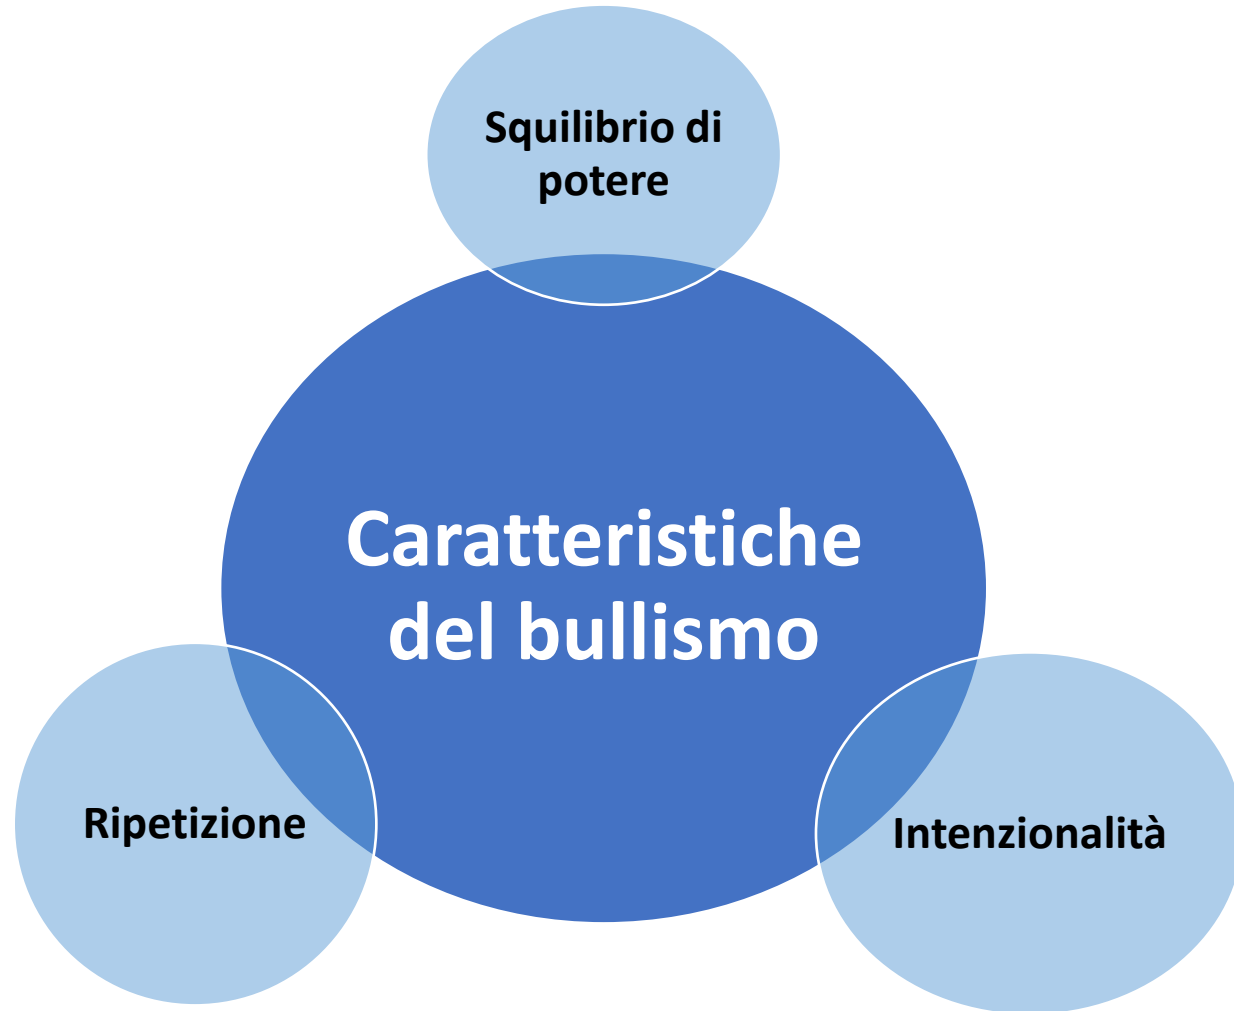 Squilibrio di
potere
Caratteristiche
del bullismo
Ripetizione
Intenzionalità